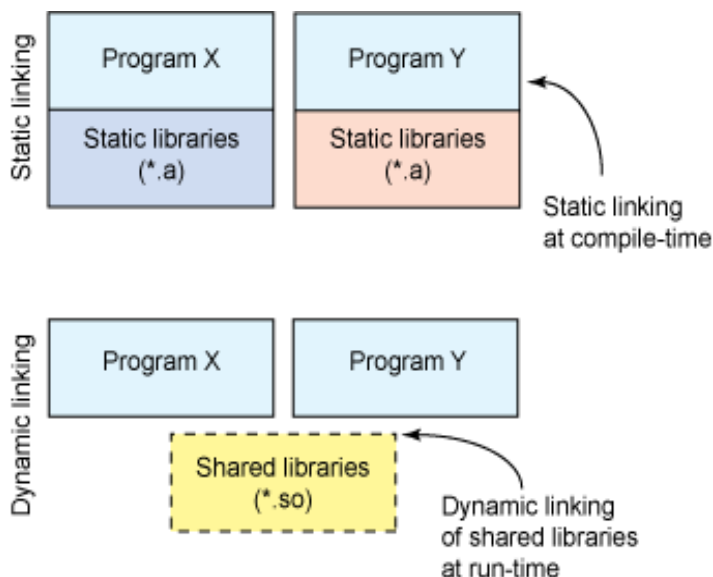 Static linking
Program X
Program Y
Static libraries
(*.a)
Static libraries
(*.a)
Static linking
at compile-time
Dynamic linking
Program X
Program Y
Shared libraries
(*.so)
Dynamic linking
of shared libraries
at run-time